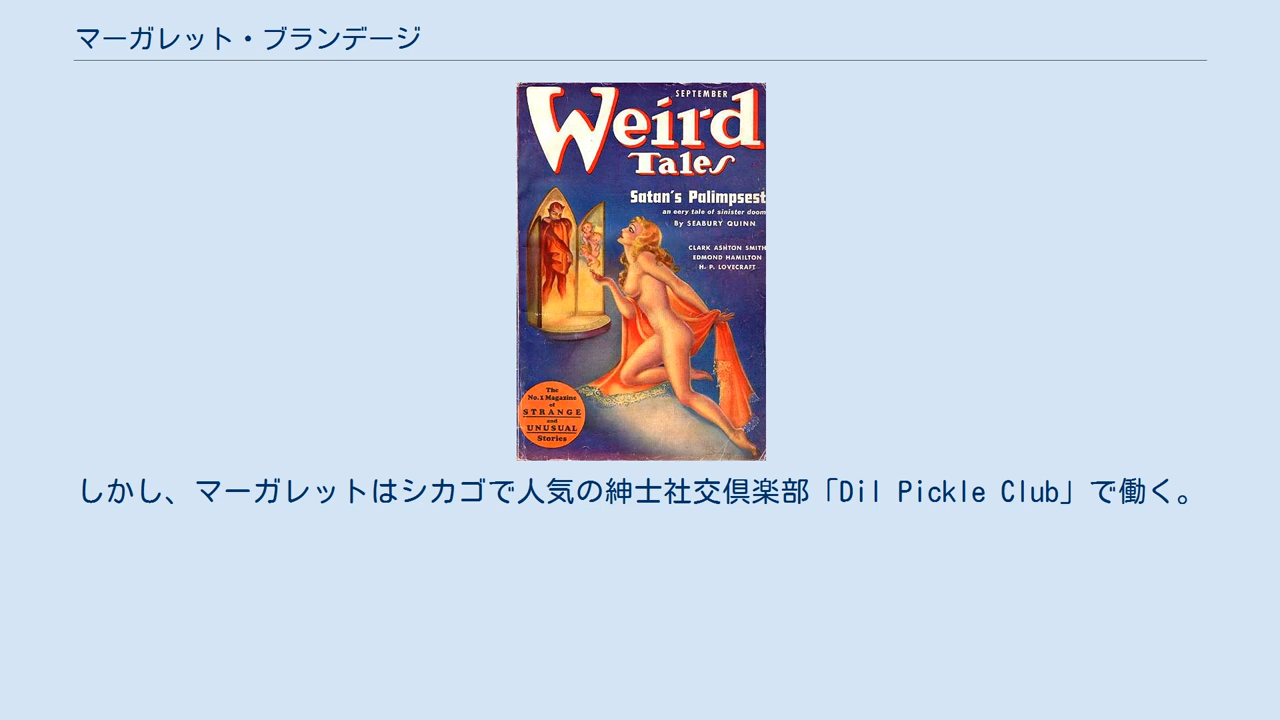 マーガレット・ブランデージ
SEPTEMBER
Weird
Tales
Satan's Palimpsest
an eery tale of sinister doom
By SEABURY QUINN
CLARK ASHTON SMITH
EDMOND HAMILTON
H. P. LOVECRAFT
The
No. 1 Magazine
of
STRANGE
and
UNUSUAL
Stories
しかし、マーガレットはシカゴで人気の紳士社交倶楽部「Dil Pickle Club」で働く。